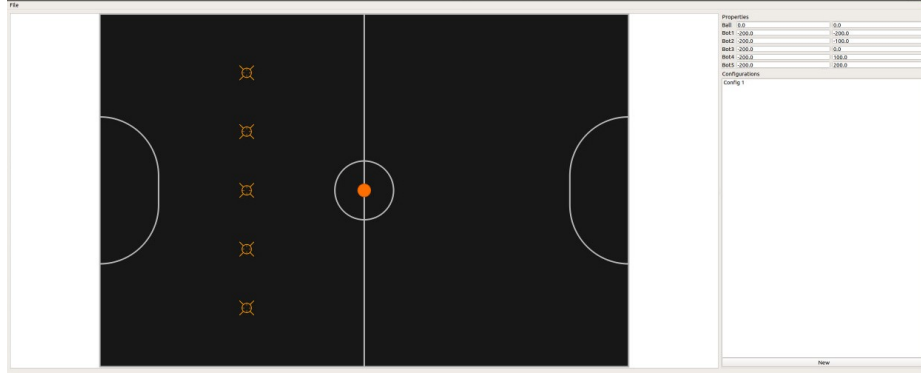 File
Properties
Ball 0.0 0.0
Bot1 -200.0 -200.0
Bot2 -200.0 -100.0
Bot3 -200.0 0.0
Bot4 -200.0 100.0
Bot5 -200.0 200.0
Configurations
Config 1
New